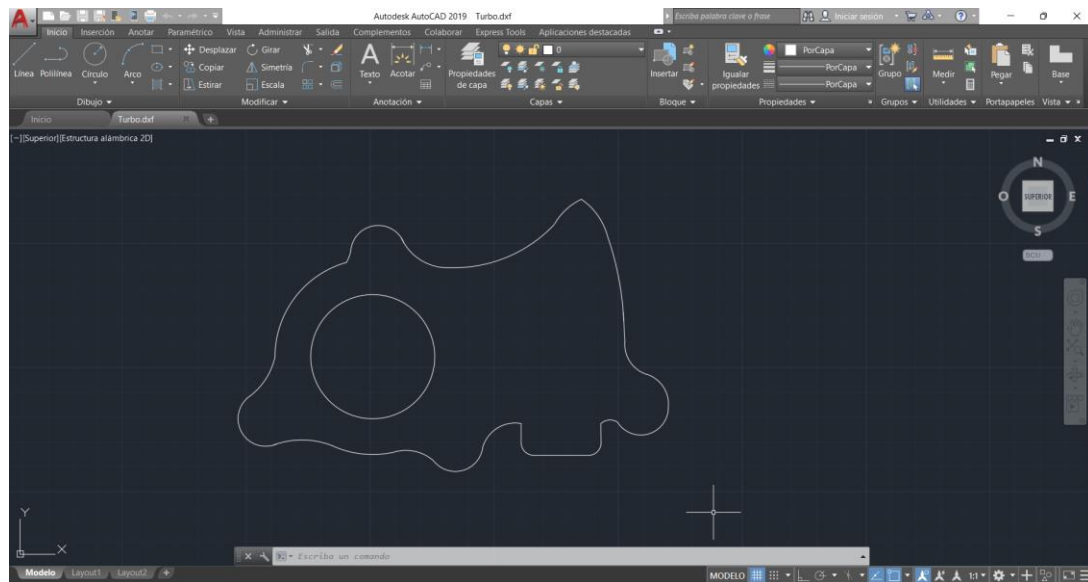 Autodesk AutoCAD 2019 Turbo.dxf
Escriba palabra clave o frase
Iniciar sesión
Inicio Inserción Anotar Paramétrico Vista Administrar Salida Complementos Colaborar Express Tools Aplicaciones destacadas
Línea Polilínea Círculo Arco
Desplazar Girar
Copiar Simetría
Estirar Escala
Texto Acotar
Propiedades de capa
0
Insertar
Igualar propiedades
PorCapa
PorCapa
PorCapa
Grupo
Medir
Pegar
Base
Dibujo Modificar Anotación Capas Bloque Propiedades Grupos Utilidades Portapapeles Vista
Inicio Turbo.dxf
[−][Superior][Estructura alámbrica 2D]
N
O SUPERIOR E
S
SCU
Y
X
Escriba un comando
Modelo Layout1 Layout2 +
MODELO 1:1